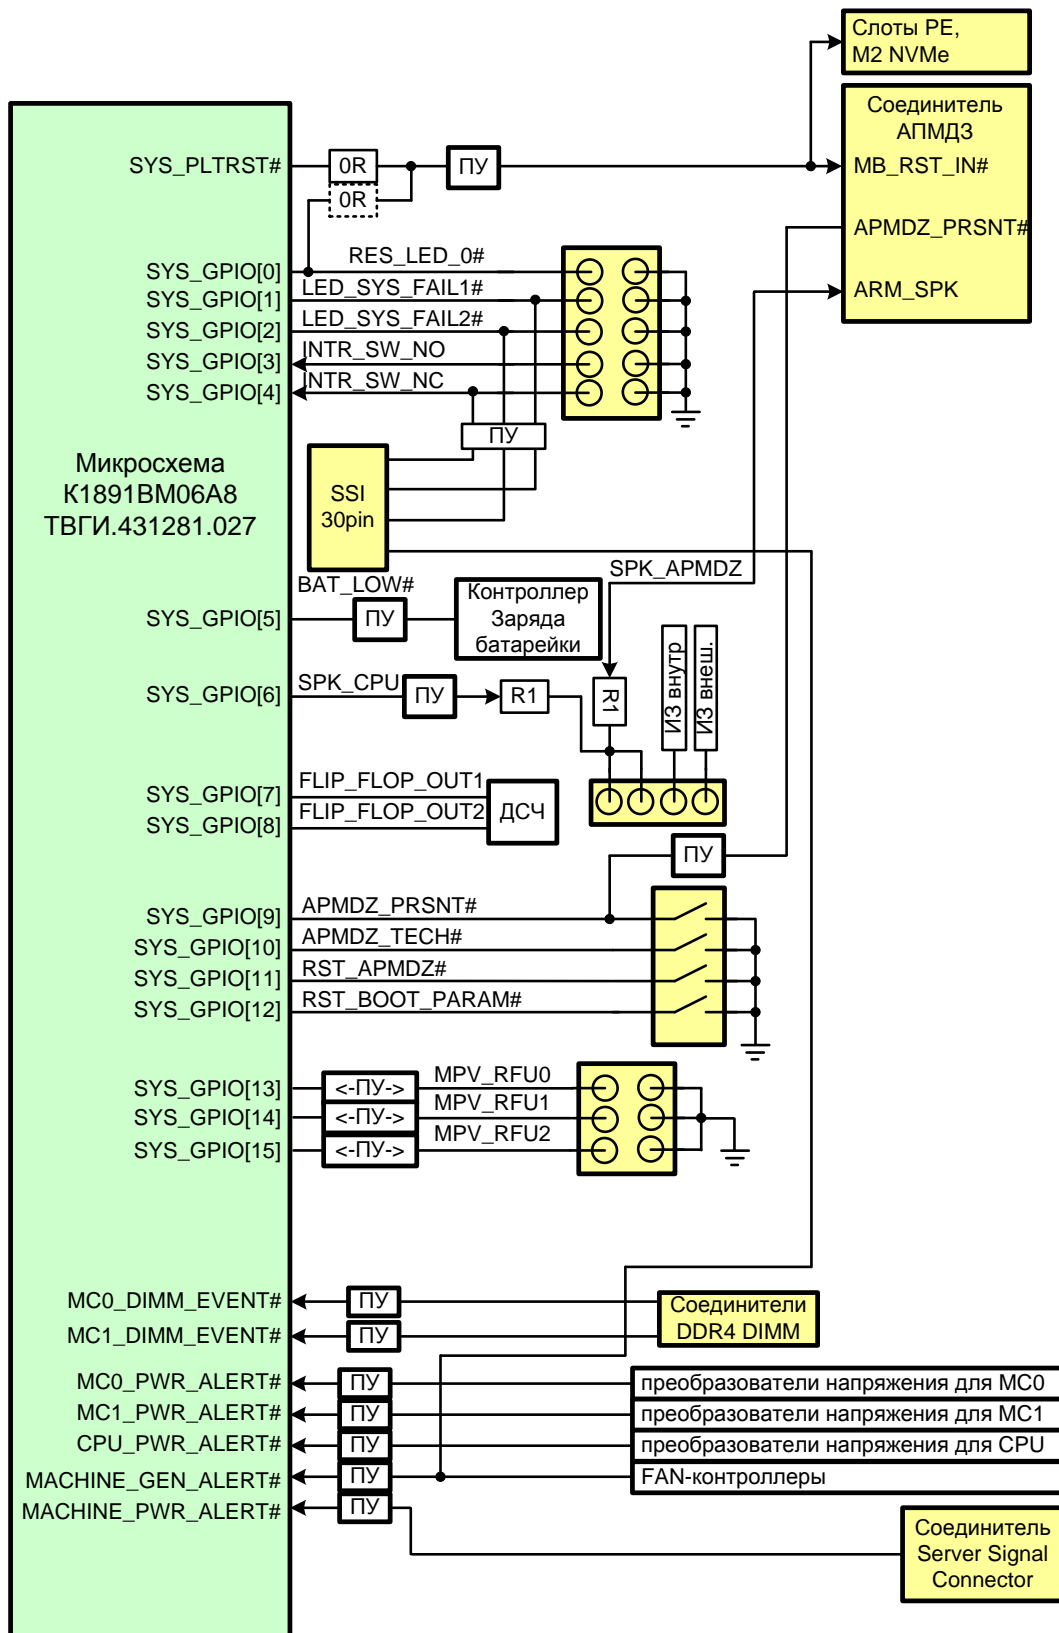 Слоты PE,
M2 NVMe
Соединитель
АПМДЗ
SYS_PLTRST#
0R
ПУ
MB_RST_IN#
0R
APMDZ_PRSNT#
RES_LED_0#
SYS_GPIO[0]
LED_SYS_FAIL1#
ARM_SPK
SYS_GPIO[1]
LED_SYS_FAIL2#
SYS_GPIO[2]
INTR_SW_NO
SYS_GPIO[3]
INTR_SW_NC
SYS_GPIO[4]
ПУ
Микросхема
К1891ВМ06А8
ТВГИ.431281.027
SSI
30pin
SPK_APMDZ
BAT_LOW#
SYS_GPIO[5]
ПУ
Контроллер
Заряда
батарейки
SPK_CPU
SYS_GPIO[6]
ПУ
R1
R1
ИЗ внутр
ИЗ внеш.
FLIP_FLOP_OUT1
SYS_GPIO[7]
FLIP_FLOP_OUT2
SYS_GPIO[8]
ДСЧ
ПУ
APMDZ_PRSNT#
SYS_GPIO[9]
APMDZ_TECH#
SYS_GPIO[10]
RST_APMDZ#
SYS_GPIO[11]
RST_BOOT_PARAM#
SYS_GPIO[12]
SYS_GPIO[13]
<-ПУ->
MPV_RFU0
SYS_GPIO[14]
<-ПУ->
MPV_RFU1
SYS_GPIO[15]
<-ПУ->
MPV_RFU2
MC0_DIMM_EVENT#
ПУ
MC1_DIMM_EVENT#
ПУ
Соединители
DDR4 DIMM
MC0_PWR_ALERT#
ПУ
преобразователи напряжения для MC0
MC1_PWR_ALERT#
ПУ
преобразователи напряжения для MC1
CPU_PWR_ALERT#
ПУ
преобразователи напряжения для CPU
MACHINE_GEN_ALERT#
ПУ
FAN-контроллеры
MACHINE_PWR_ALERT#
ПУ
Соединитель
Server Signal
Connector